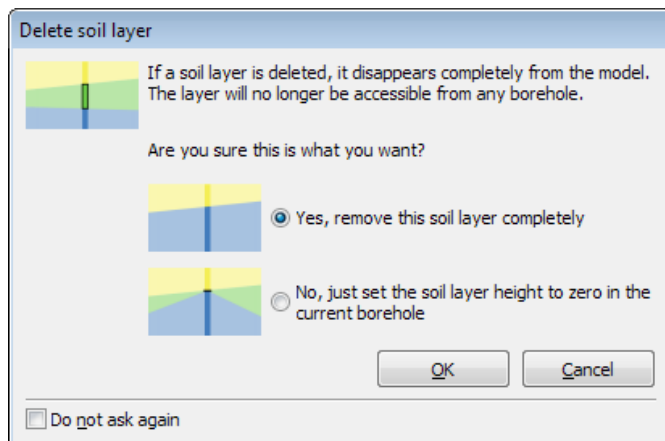 Delete soil layer
If a soil layer is deleted, it disappears completely from the model.
The layer will no longer be accessible from any borehole.
Are you sure this is what you want?
Yes, remove this soil layer completely
No, just set the soil layer height to zero in the
current borehole
OK
Cancel
Do not ask again